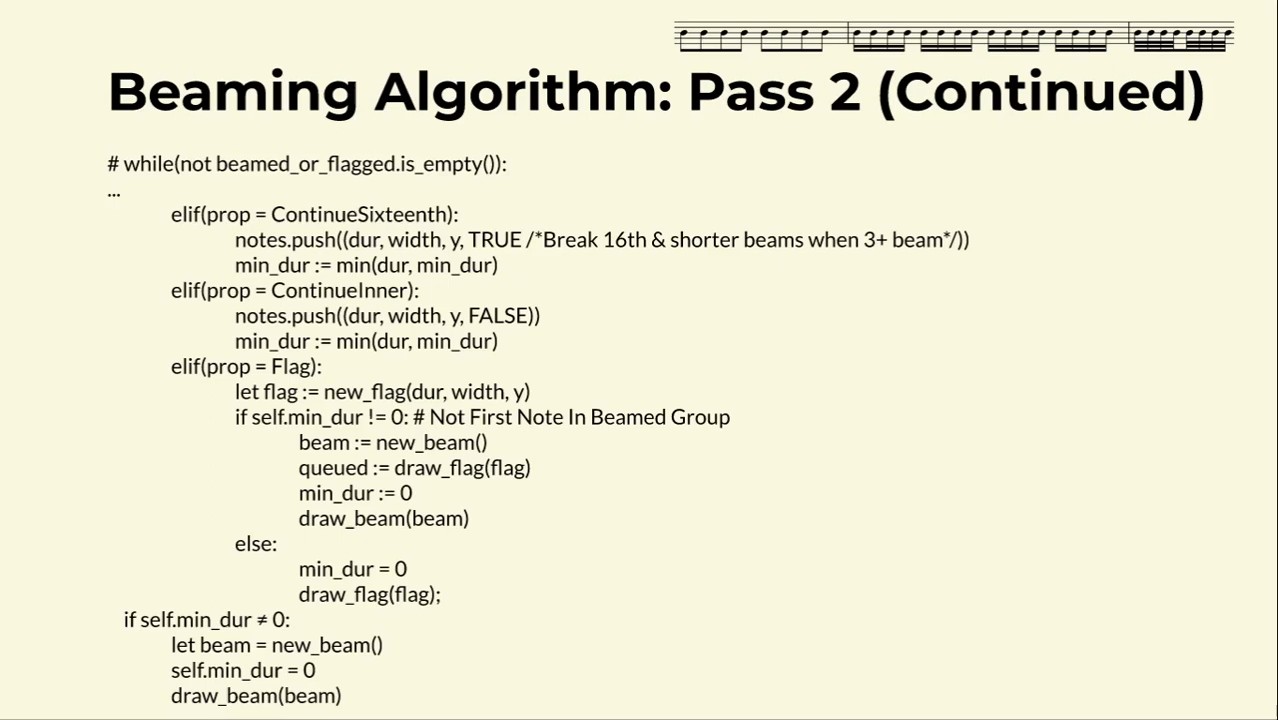 Beaming Algorithm: Pass 2 (Continued)
# while(not beamed_or_flagged.is_empty()):
...
elif(prop = ContinueSixteenth):
notes.push((dur, width, y, TRUE /*Break 16th & shorter beams when 3+ beam*/))
min_dur := min(dur, min_dur)
elif(prop = ContinueInner):
notes.push((dur, width, y, FALSE))
min_dur := min(dur, min_dur)
elif(prop = Flag):
let flag := new_flag(dur, width, y)
if self.min_dur != 0: # Not First Note In Beamed Group
beam := new_beam()
queued := draw_flag(flag)
min_dur := 0
draw_beam(beam)
else:
min_dur = 0
draw_flag(flag);
if self.min_dur ≠ 0:
let beam = new_beam()
self.min_dur = 0
draw_beam(beam)